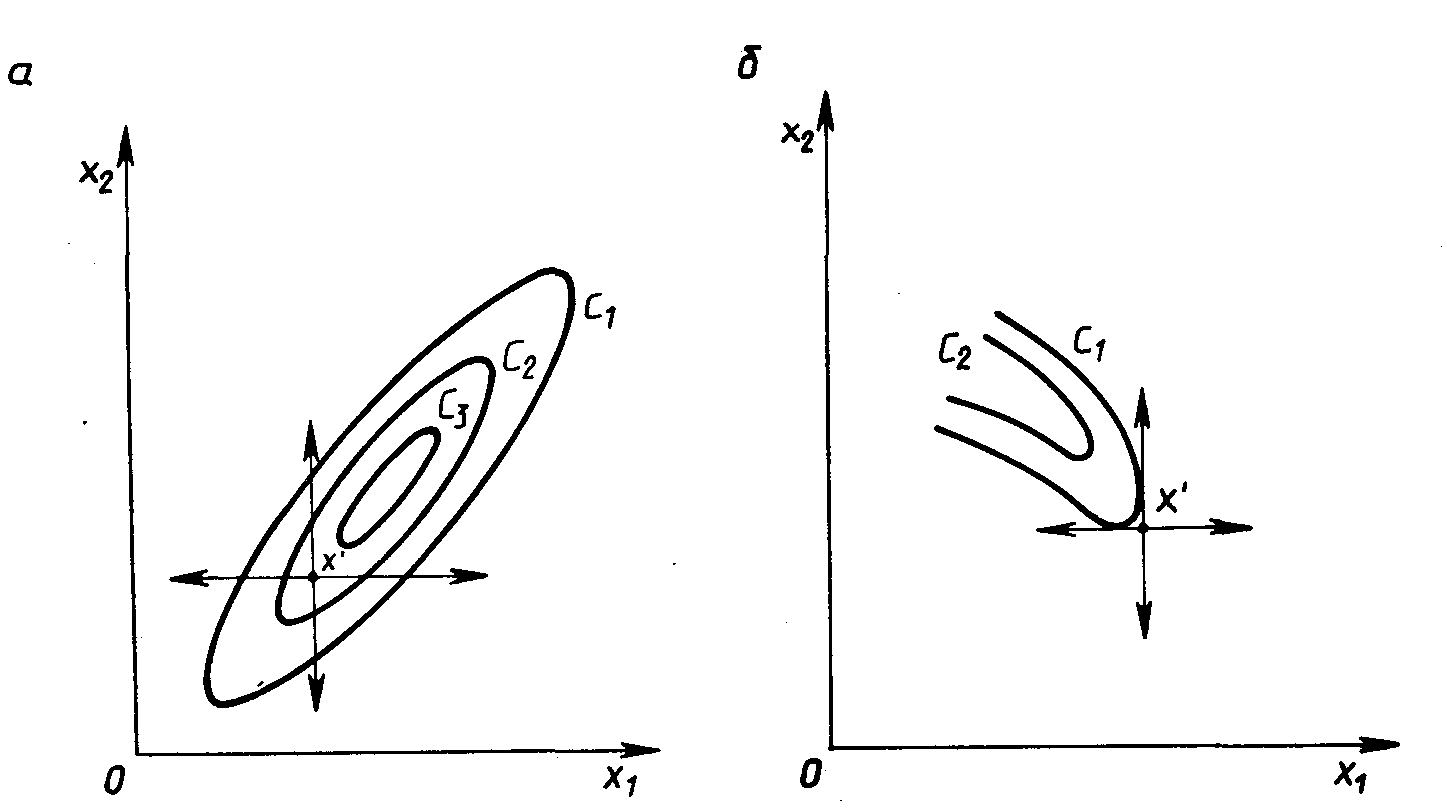 а
б
x₂
x₂
C₁
C₂
C₃
x'
0
x₁
C₂
C₁
x'
0
x₁